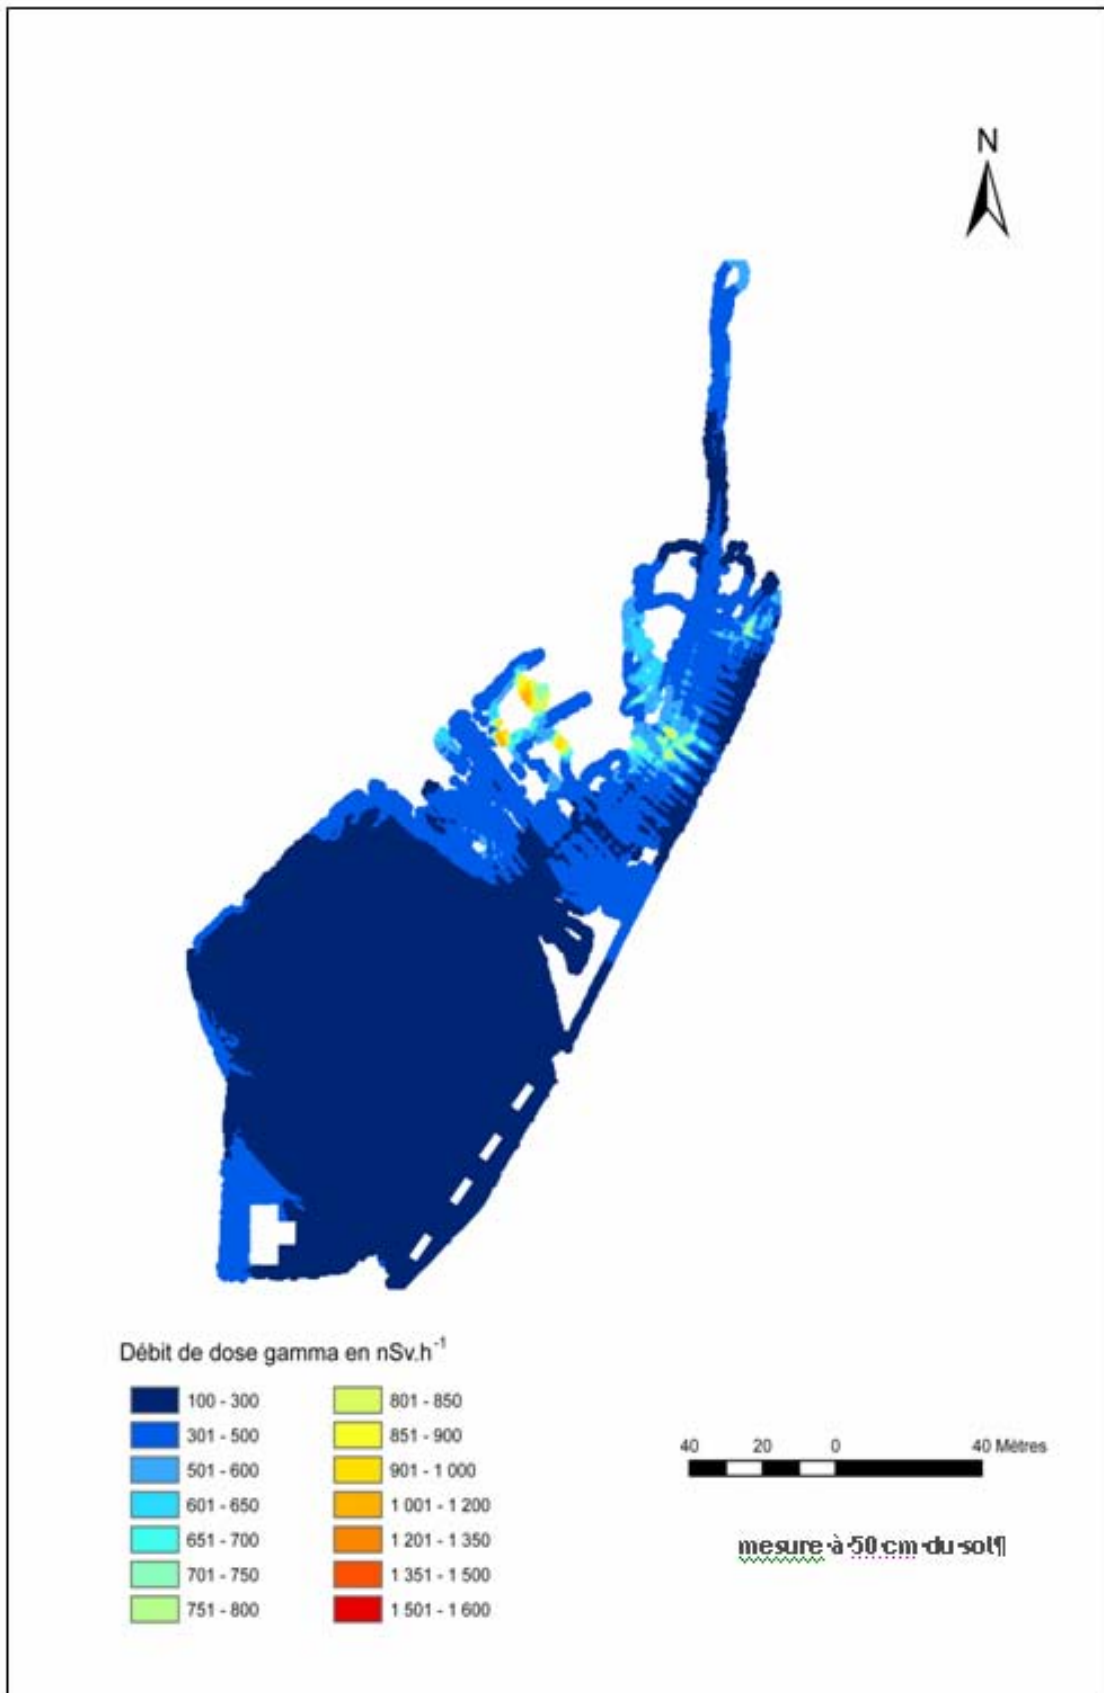 N
Débit de dose gamma en nSv.h-1
100 - 300
301 - 500
501 - 600
601 - 650
651 - 700
701 - 750
751 - 800
801 - 850
851 - 900
901 - 1 000
1 001 - 1 200
1 201 - 1 350
1 351 - 1 500
1 501 - 1 600
40 20 0 40 Mètres
mesure·à·50·cm·du·sol¶